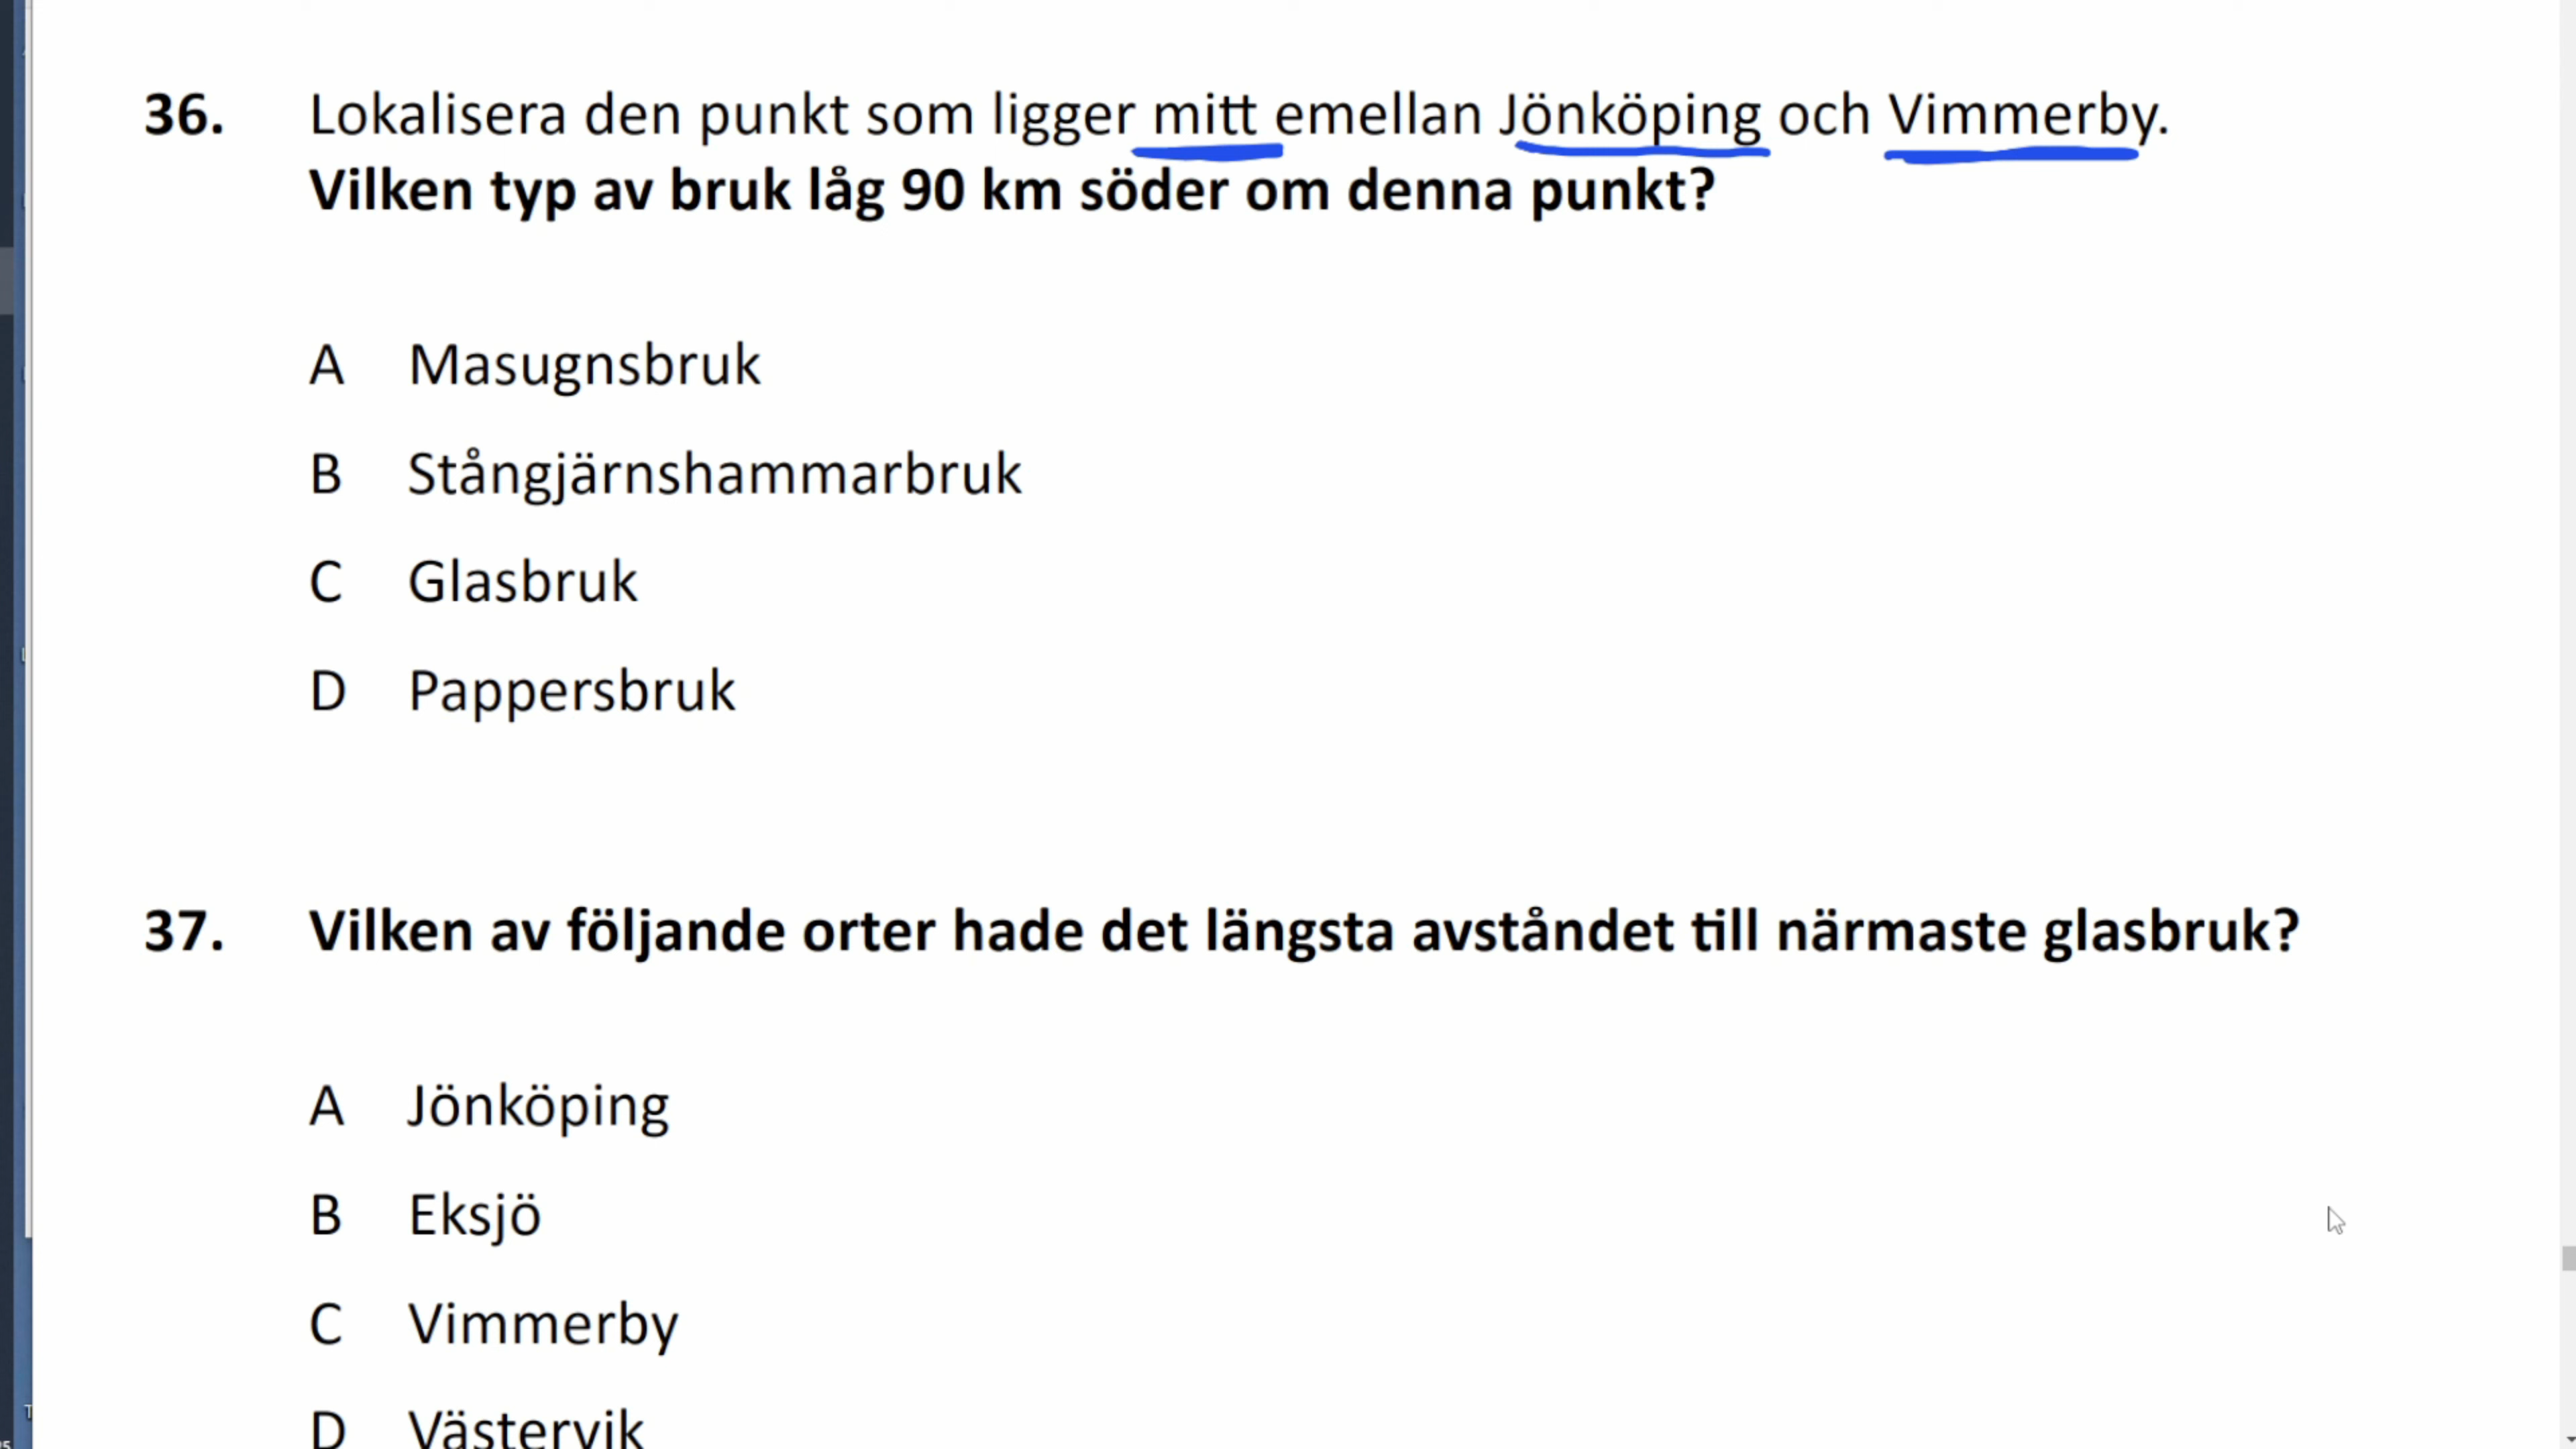 36. Lokalisera den punkt som ligger mitt emellan Jönköping och Vimmerby.
Vilken typ av bruk låg 90 km söder om denna punkt?
A Masugnsbruk
B Stångjärnshammarbruk
C Glasbruk
D Pappersbruk
37. Vilken av följande orter hade det längsta avståndet till närmaste glasbruk?
A Jönköping
B Eksjö
C Vimmerby
D Västervik